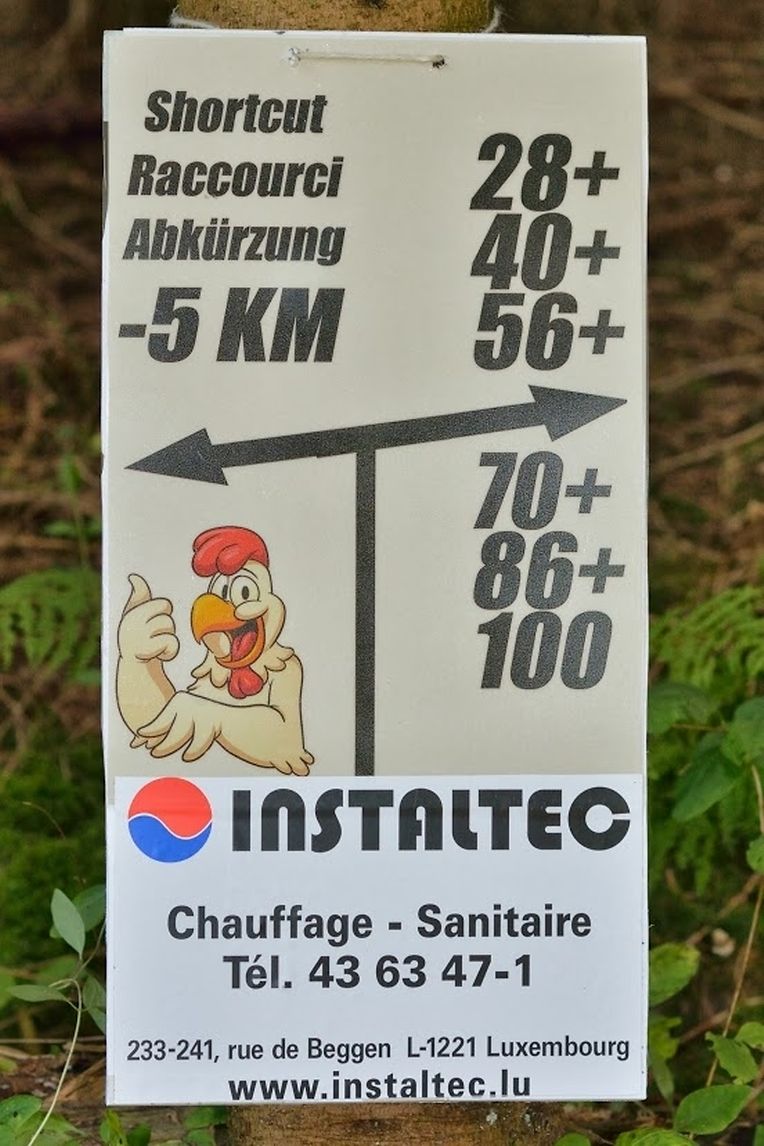 Shortcut
Raccourci
Abkürzung
-5 KM
28+
40+
56+
70+
86+
100
INSTALTEC
Chauffage - Sanitaire
Tél. 43 63 47-1
233-241, rue de Beggen L-1221 Luxembourg
www.instaltec.lu